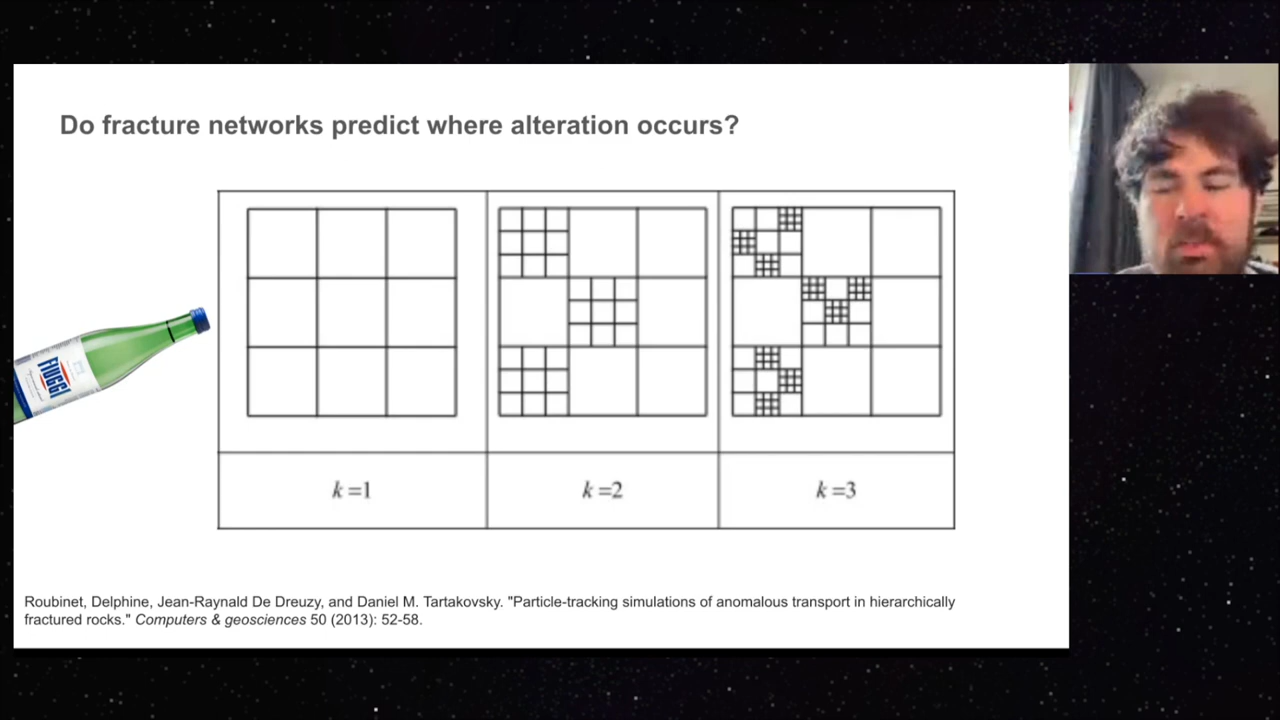 Do fracture networks predict where alteration occurs?
FIUGGI
k =1
k =2
k =3
Roubinet, Delphine, Jean-Raynald De Dreuzy, and Daniel M. Tartakovsky. "Particle-tracking simulations of anomalous transport in hierarchically
fractured rocks." Computers & geosciences 50 (2013): 52-58.